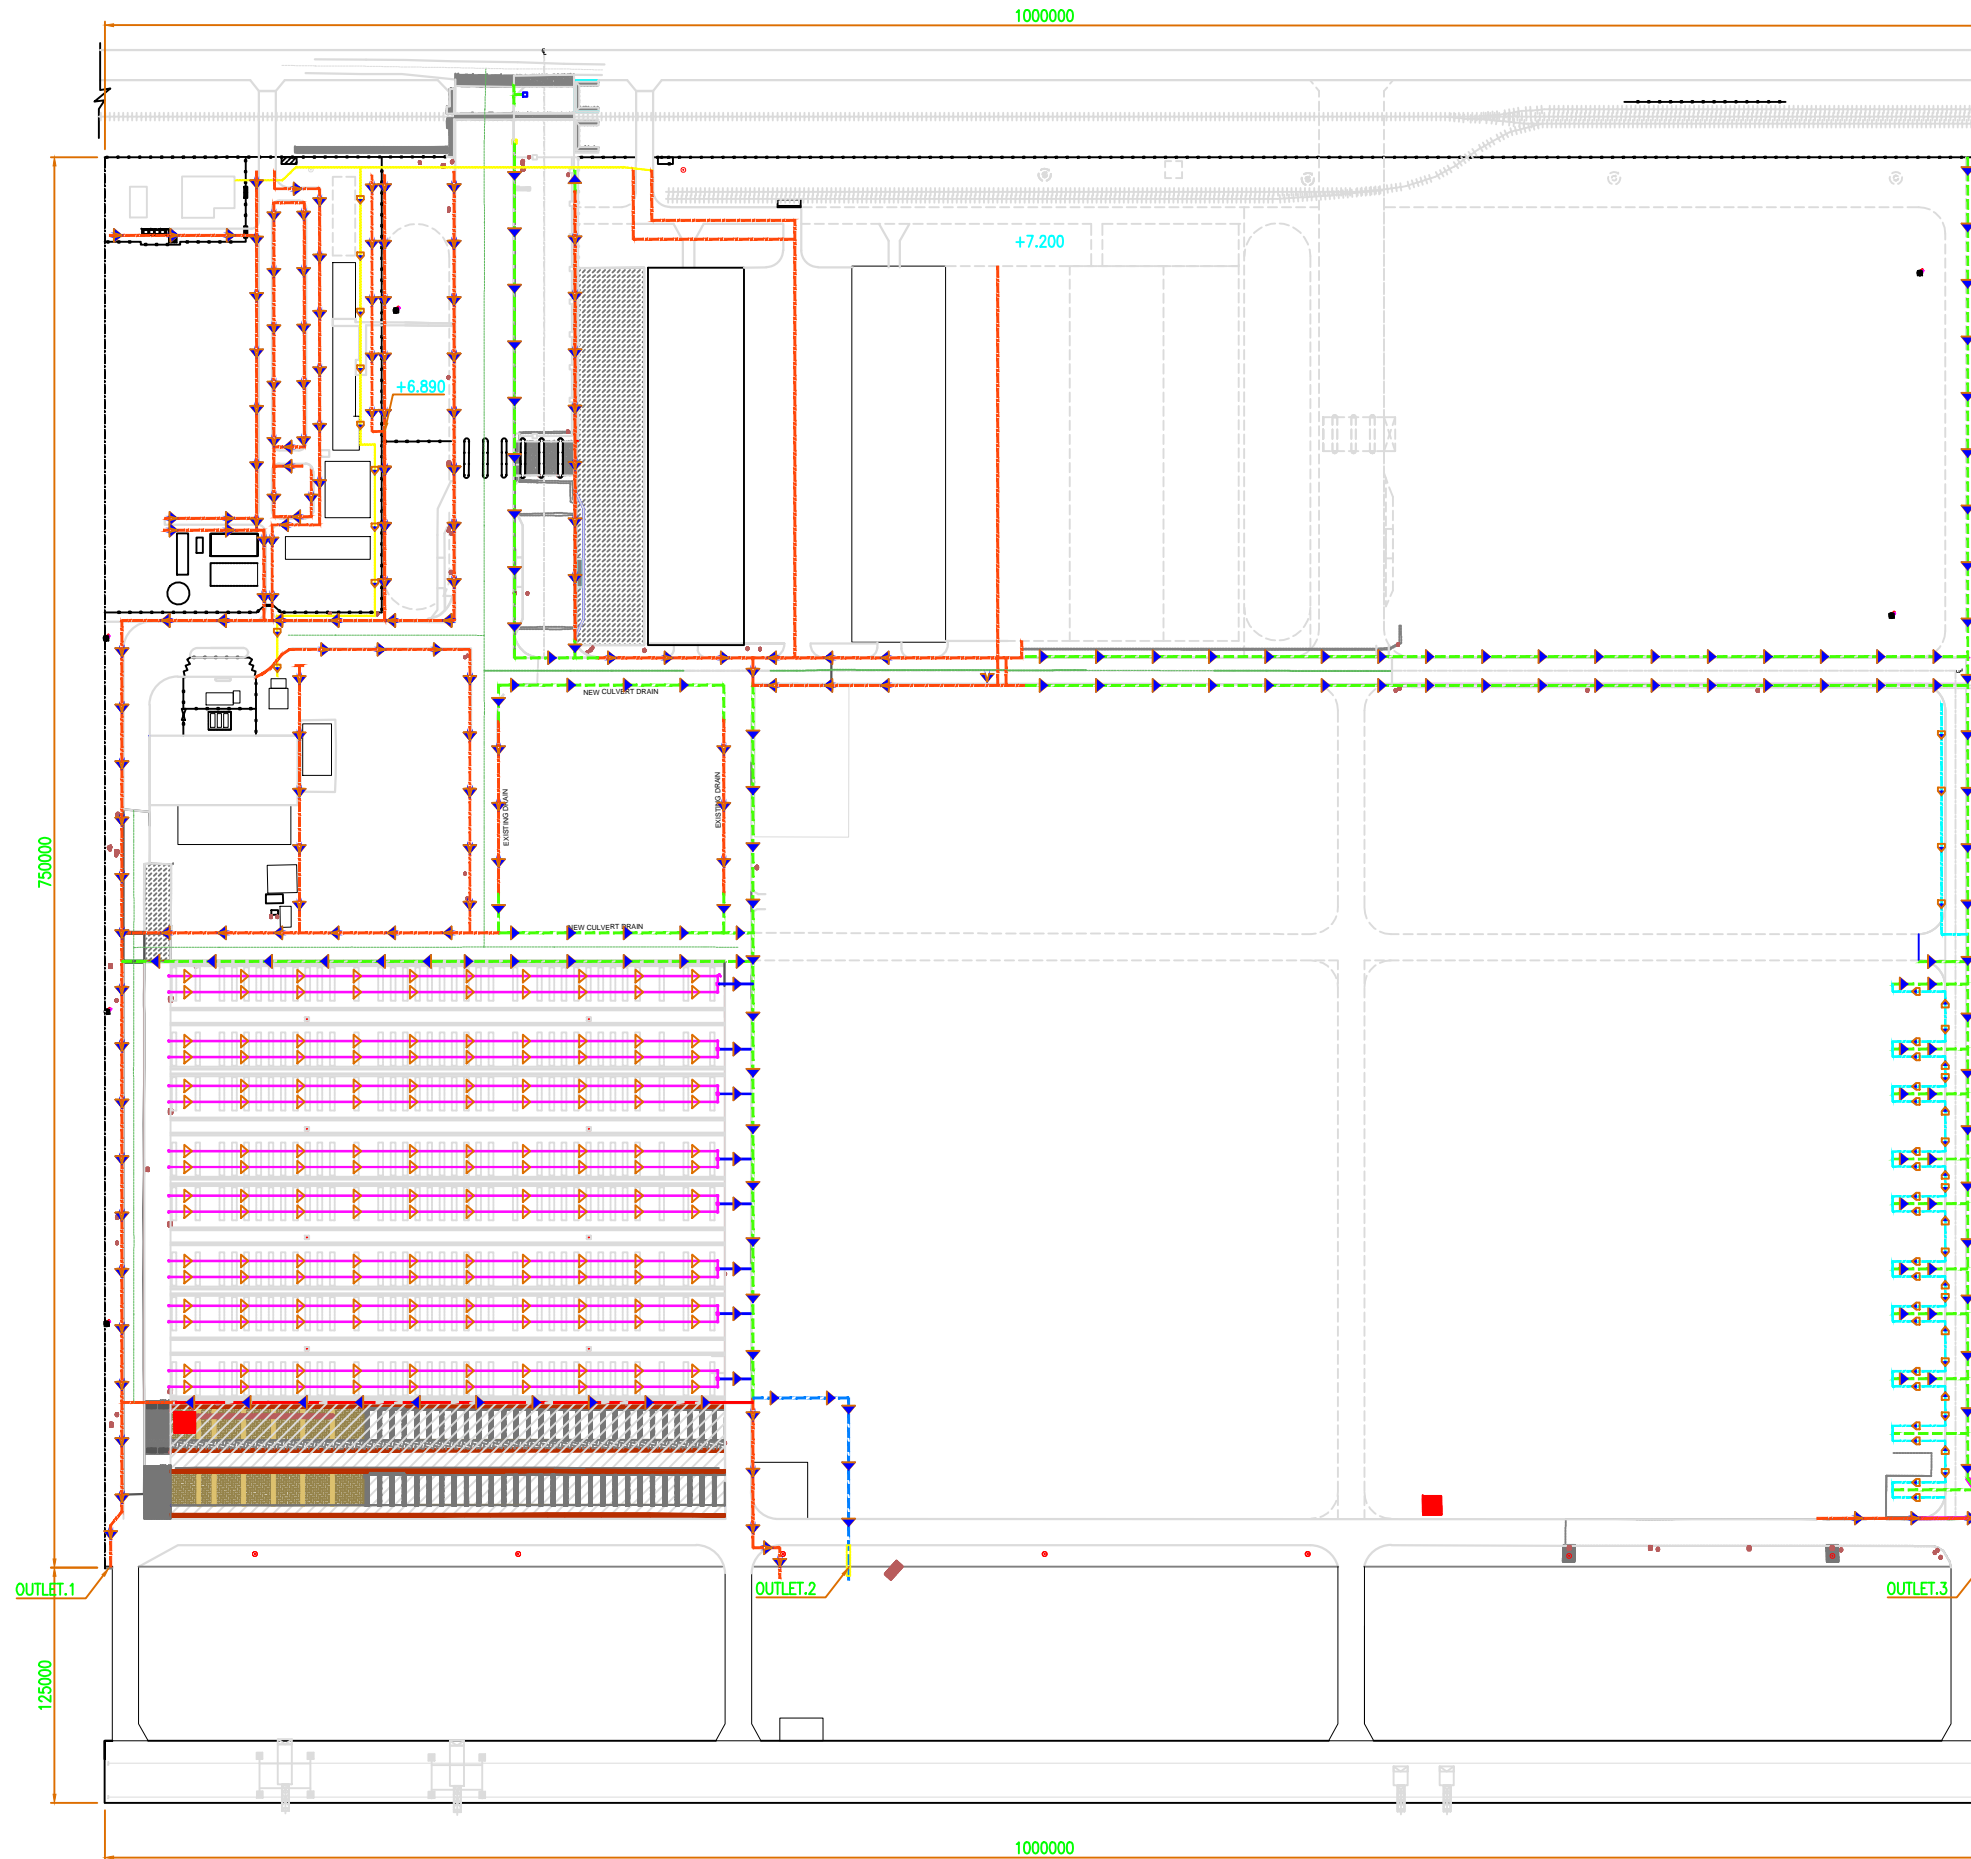 1000000
+7.200
+6.890
NEW CULVERT DRAIN
EXISTING DRAIN
EXISTING DRAIN
750000
NEW CULVERT DRAIN
OUTLET.1
OUTLET.2
OUTLET.3
125000
1000000